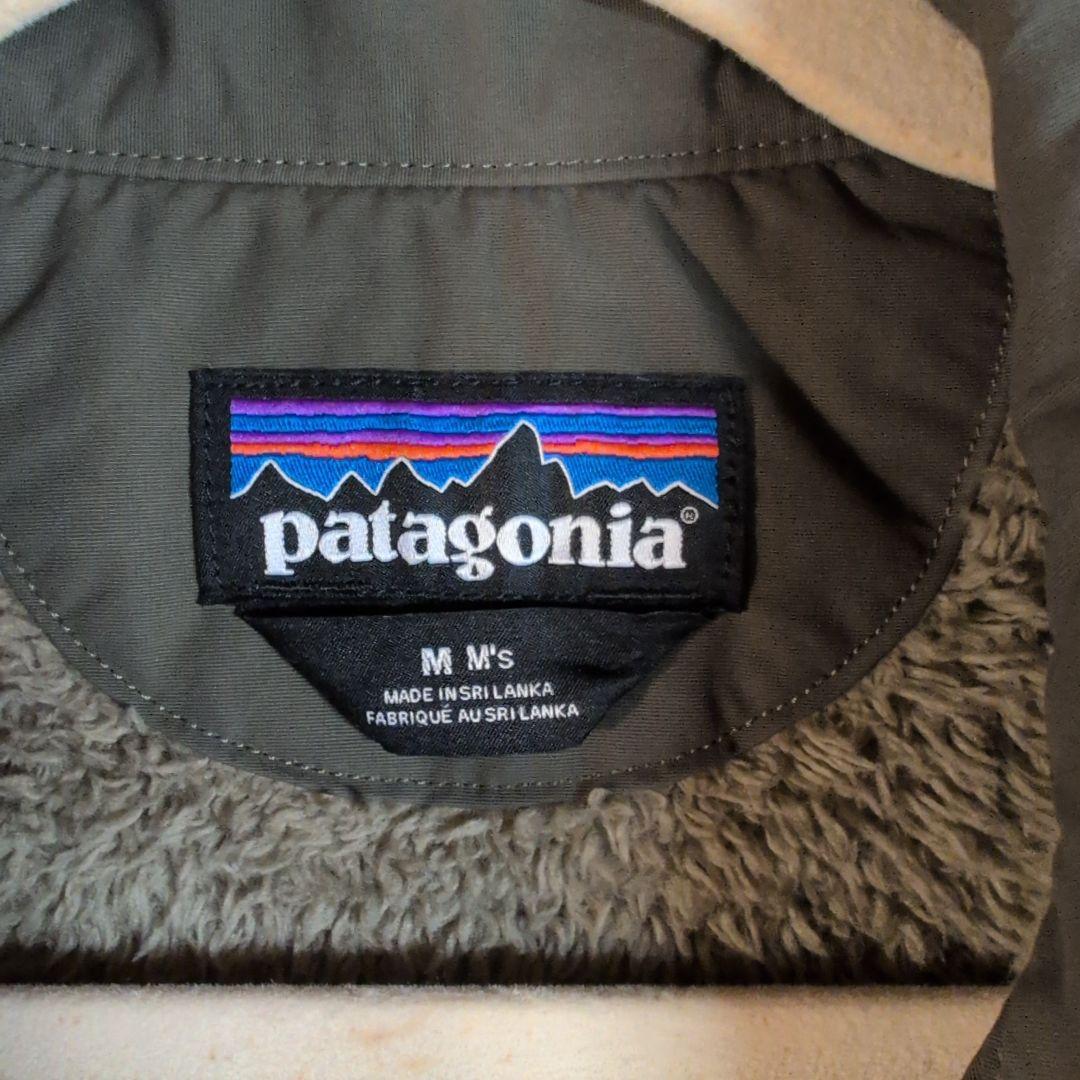 patagonia®
M M's
MADE IN SRI LANKA
FABRIQUÉ AU SRI LANKA